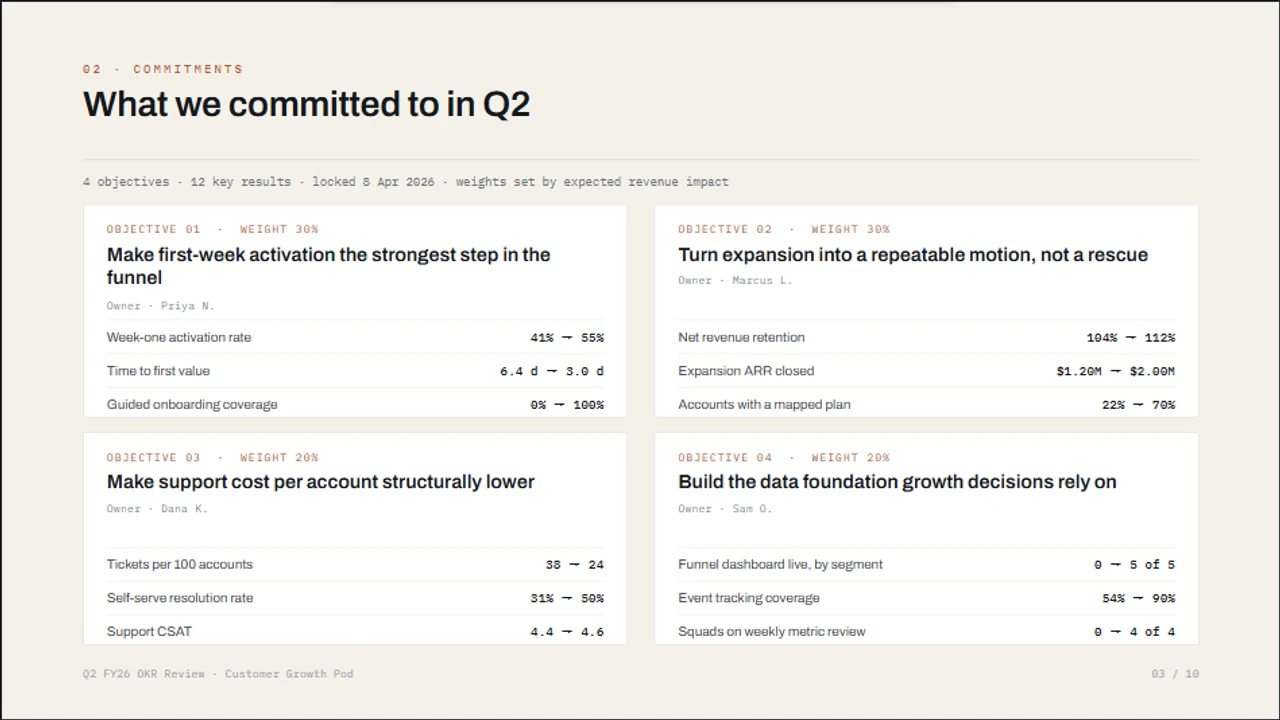 02 · COMMITMENTS
What we committed to in Q2
4 objectives · 12 key results · locked 8 Apr 2026 · weights set by expected revenue impact
OBJECTIVE 01 · WEIGHT 30%
Make first-week activation the strongest step in the
funnel
Owner · Priya N.
Week-one activation rate 41% → 55%
Time to first value 6.4 d → 3.0 d
Guided onboarding coverage 0% → 100%
OBJECTIVE 02 · WEIGHT 30%
Turn expansion into a repeatable motion, not a rescue
Owner · Marcus L.
Net revenue retention 104% → 112%
Expansion ARR closed $1.20M → $2.00M
Accounts with a mapped plan 22% → 70%
OBJECTIVE 03 · WEIGHT 20%
Make support cost per account structurally lower
Owner · Dana K.
Tickets per 100 accounts 38 → 24
Self-serve resolution rate 31% → 50%
Support CSAT 4.4 → 4.6
OBJECTIVE 04 · WEIGHT 20%
Build the data foundation growth decisions rely on
Owner · Sam O.
Funnel dashboard live, by segment 0 → 5 of 5
Event tracking coverage 54% → 90%
Squads on weekly metric review 0 → 4 of 4
Q2 FY26 OKR Review · Customer Growth Pod
03 / 10